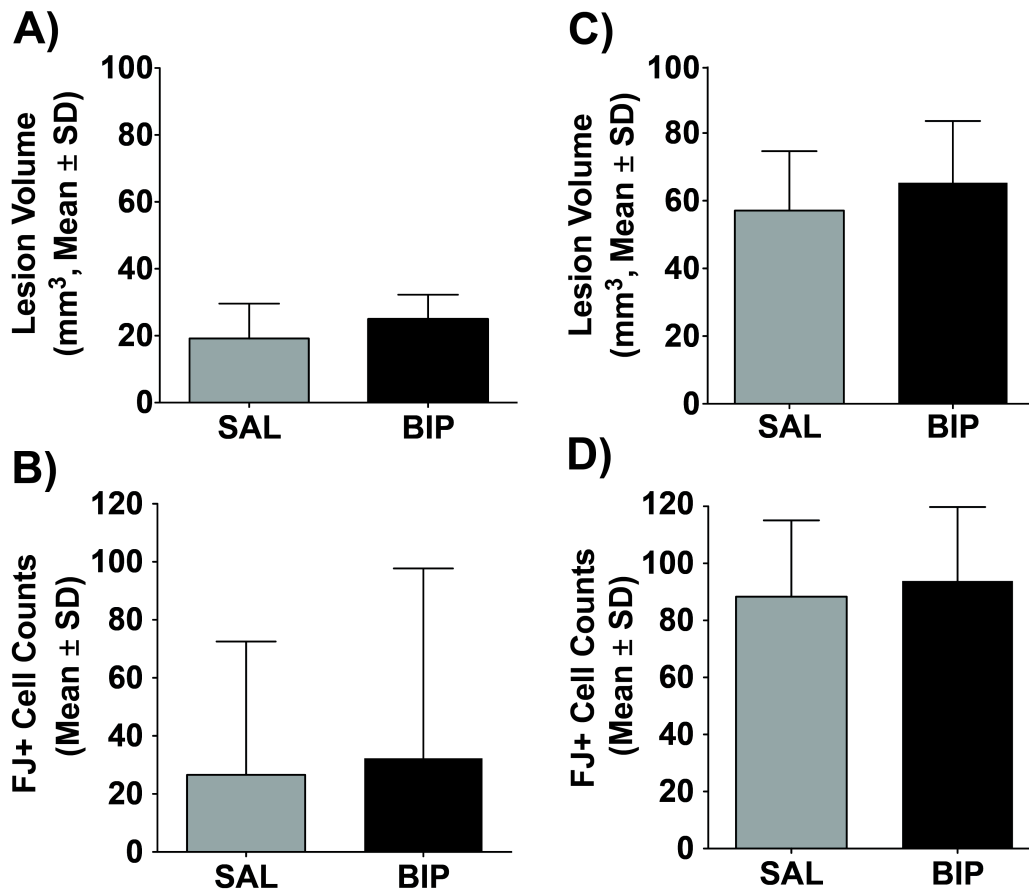 A)
Lesion Volume
(mm³, Mean ± SD)
100
80
60
40
20
0
SAL BIP
B)
FJ+ Cell Counts
(Mean ± SD)
120
100
80
60
40
20
0
SAL BIP
C)
Lesion Volume
(mm³, Mean ± SD)
100
80
60
40
20
0
SAL BIP
D)
FJ+ Cell Counts
(Mean ± SD)
120
100
80
60
40
20
0
SAL BIP